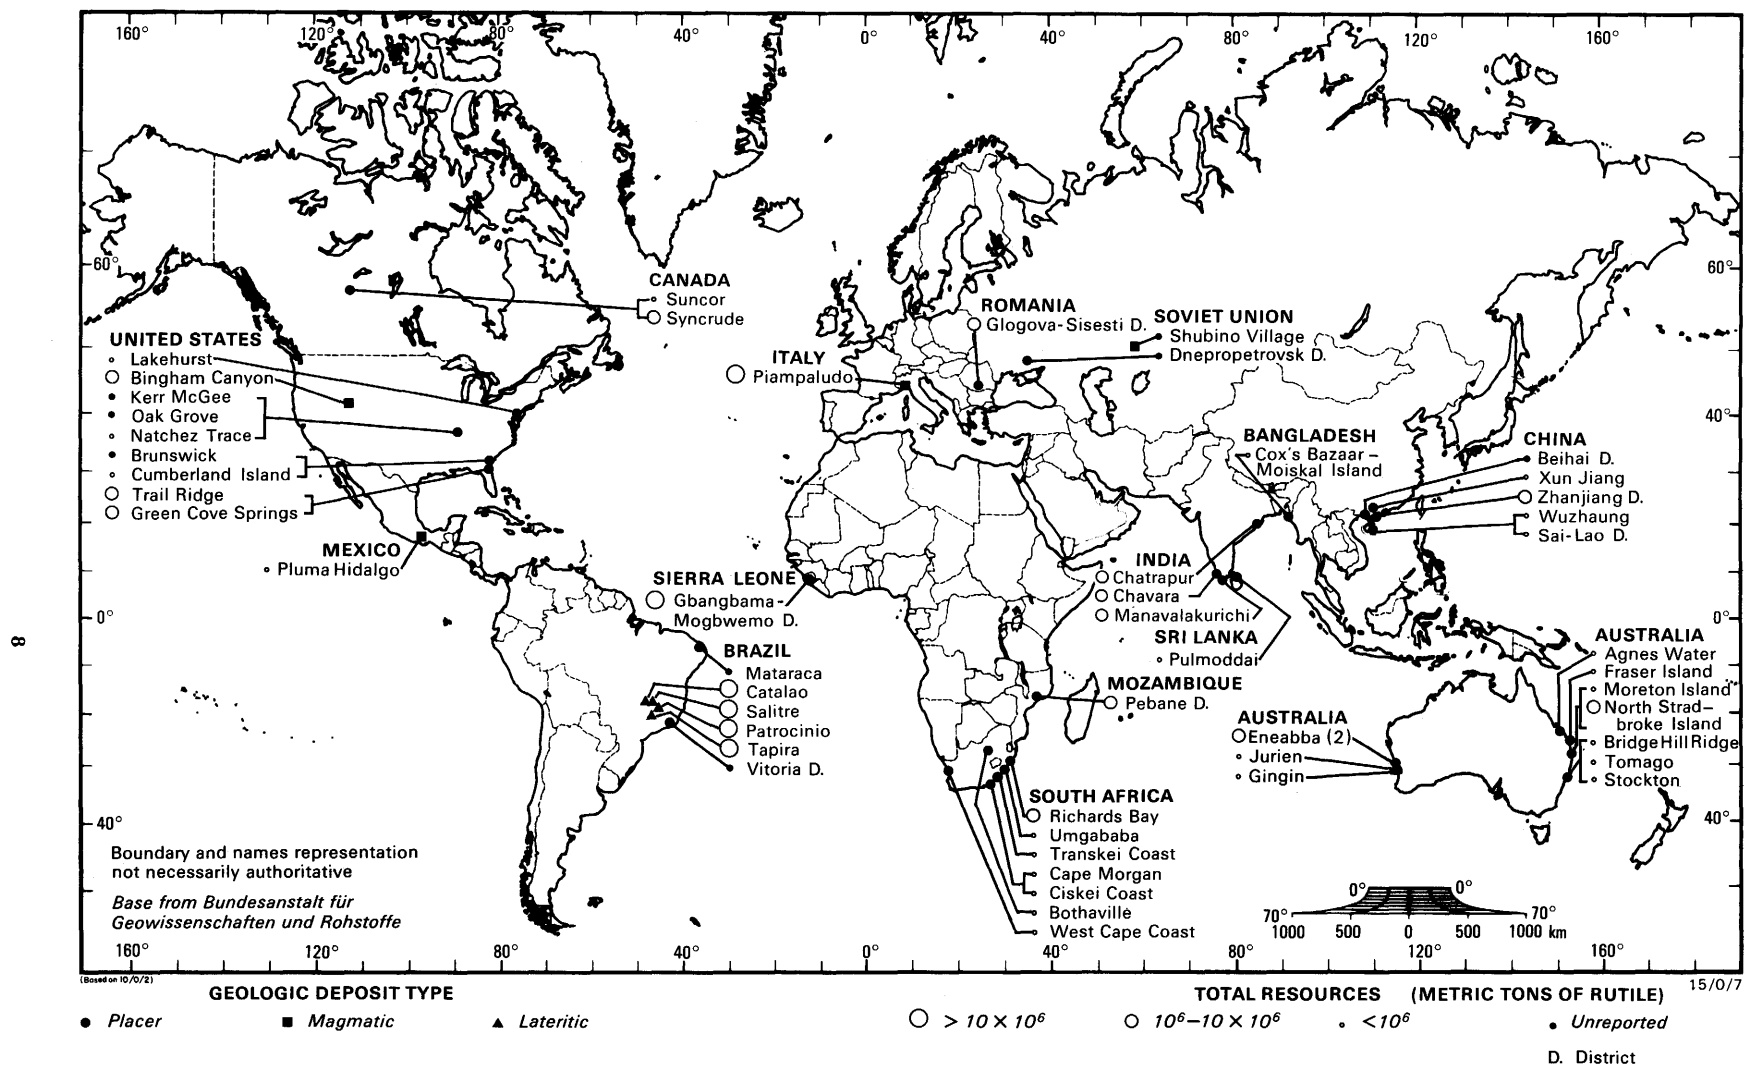 160° 120° 80° 40° 0° 40° 80° 120° 160°
60° 60°
CANADA
Suncor
Syncrude
ROMANIA
Glogova-Sisesti D.
SOVIET UNION
Shubino Village
Dnepropetrovsk D.
UNITED STATES
Lakehurst
Bingham Canyon
Kerr McGee
Oak Grove
Natchez Trace
Brunswick
Cumberland Island
Trail Ridge
Green Cove Springs
ITALY
Piampaludo
40°
BANGLADESH
Cox's Bazaar –
Moiskal Island
CHINA
Beihai D.
Xun Jiang
Zhanjiang D.
Wuzhaung
Sai-Lao D.
MEXICO
Pluma Hidalgo
SIERRA LEONE
Gbangbama-
Mogbwemo D.
INDIA
Chatrapur
Chavara
Manavalakurichi
SRI LANKA
Pulmoddai
0° 0°
8
BRAZIL
Mataraca
Catalao
Salitre
Patrocinio
Tapira
Vitoria D.
MOZAMBIQUE
Pebane D.
AUSTRALIA
Eneabba (2)
Jurien
Gingin
AUSTRALIA
Agnes Water
Fraser Island
Moreton Island
North Strad–
broke Island
Bridge Hill Ridge
Tomago
Stockton
SOUTH AFRICA
Richards Bay
Umgababa
Transkei Coast
Cape Morgan
Ciskei Coast
Bothaville
West Cape Coast
40° 40°
Boundary and names representation
not necessarily authoritative
Base from Bundesanstalt für
Geowissenschaften und Rohstoffe
0° 0°
70° 70°
1000 500 0 500 1000 km
160° 120° 80° 40° 0° 40° 80° 120° 160°
(Based on 10/0/2) 15/0/7
GEOLOGIC DEPOSIT TYPE
Placer Magmatic Lateritic
TOTAL RESOURCES (METRIC TONS OF RUTILE)
> 10 × 10⁶ 10⁶–10 × 10⁶ <10⁶ Unreported
D. District